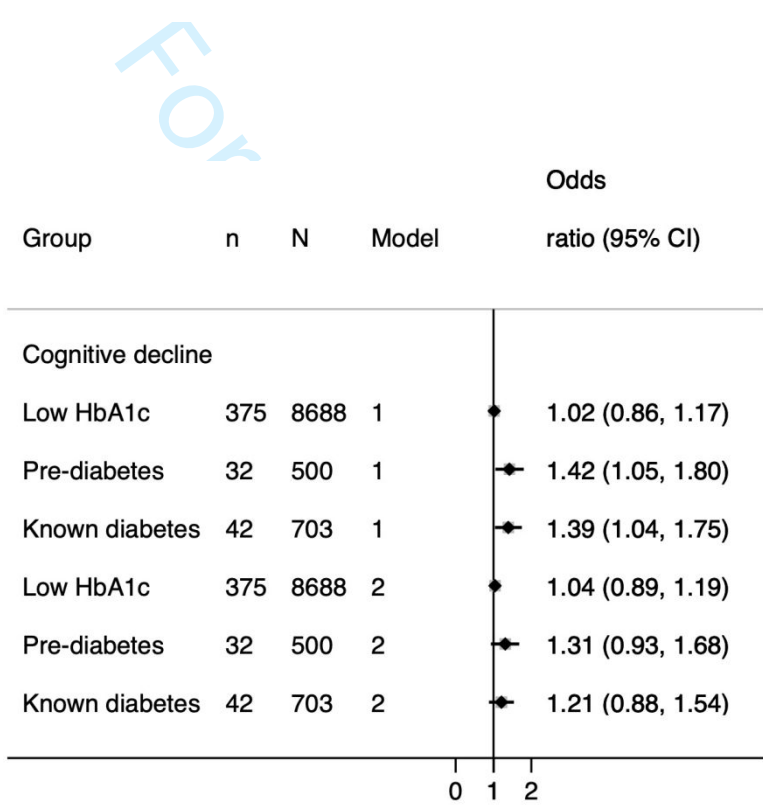 For
Odds
Group n N Model ratio (95% CI)
Cognitive decline
Low HbA1c 375 8688 1 1.02 (0.86, 1.17)
Pre-diabetes 32 500 1 1.42 (1.05, 1.80)
Known diabetes 42 703 1 1.39 (1.04, 1.75)
Low HbA1c 375 8688 2 1.04 (0.89, 1.19)
Pre-diabetes 32 500 2 1.31 (0.93, 1.68)
Known diabetes 42 703 2 1.21 (0.88, 1.54)
0 1 2